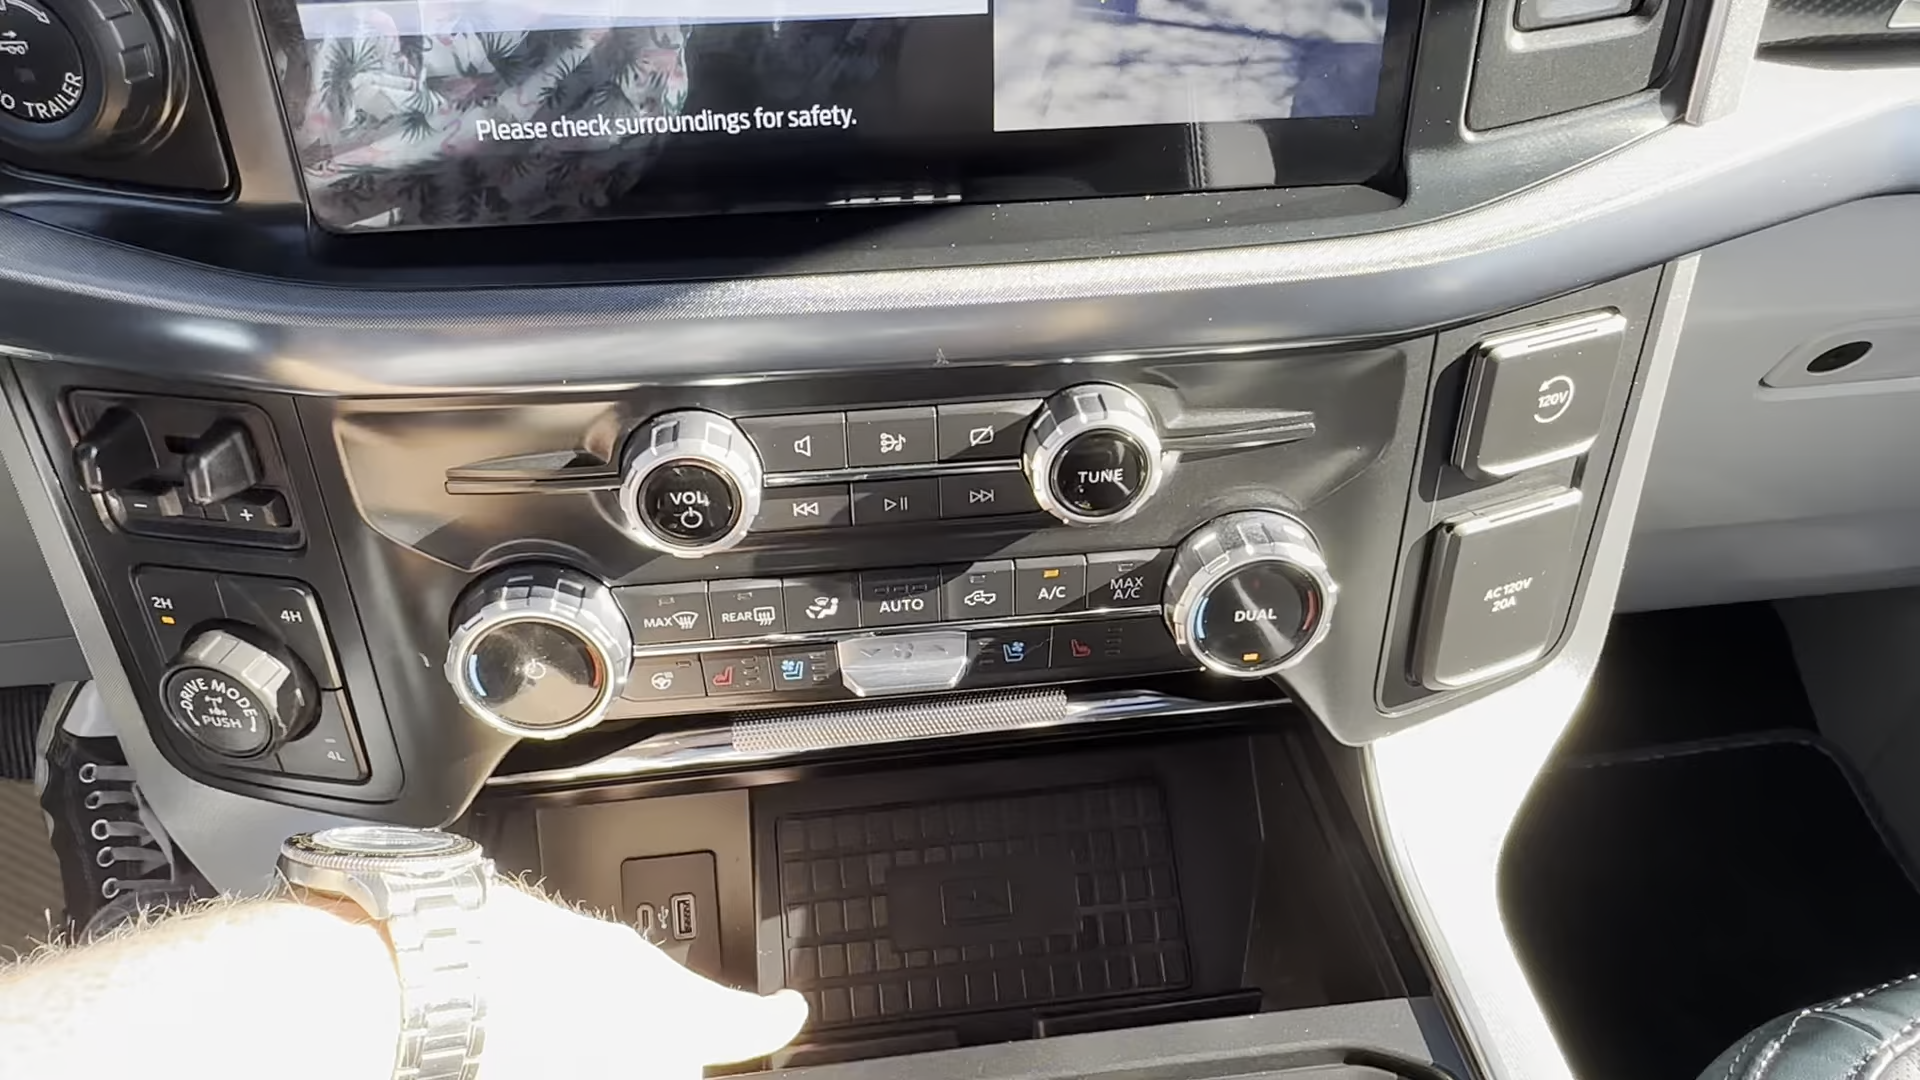 O TRAILER
Please check surroundings for safety.
120V
VOL
TUNE
- +
2H
4H
MAX
REAR
AUTO
A/C
MAX
A/C
DUAL
AC 120V
20A
DRIVE MODE
PUSH
4L